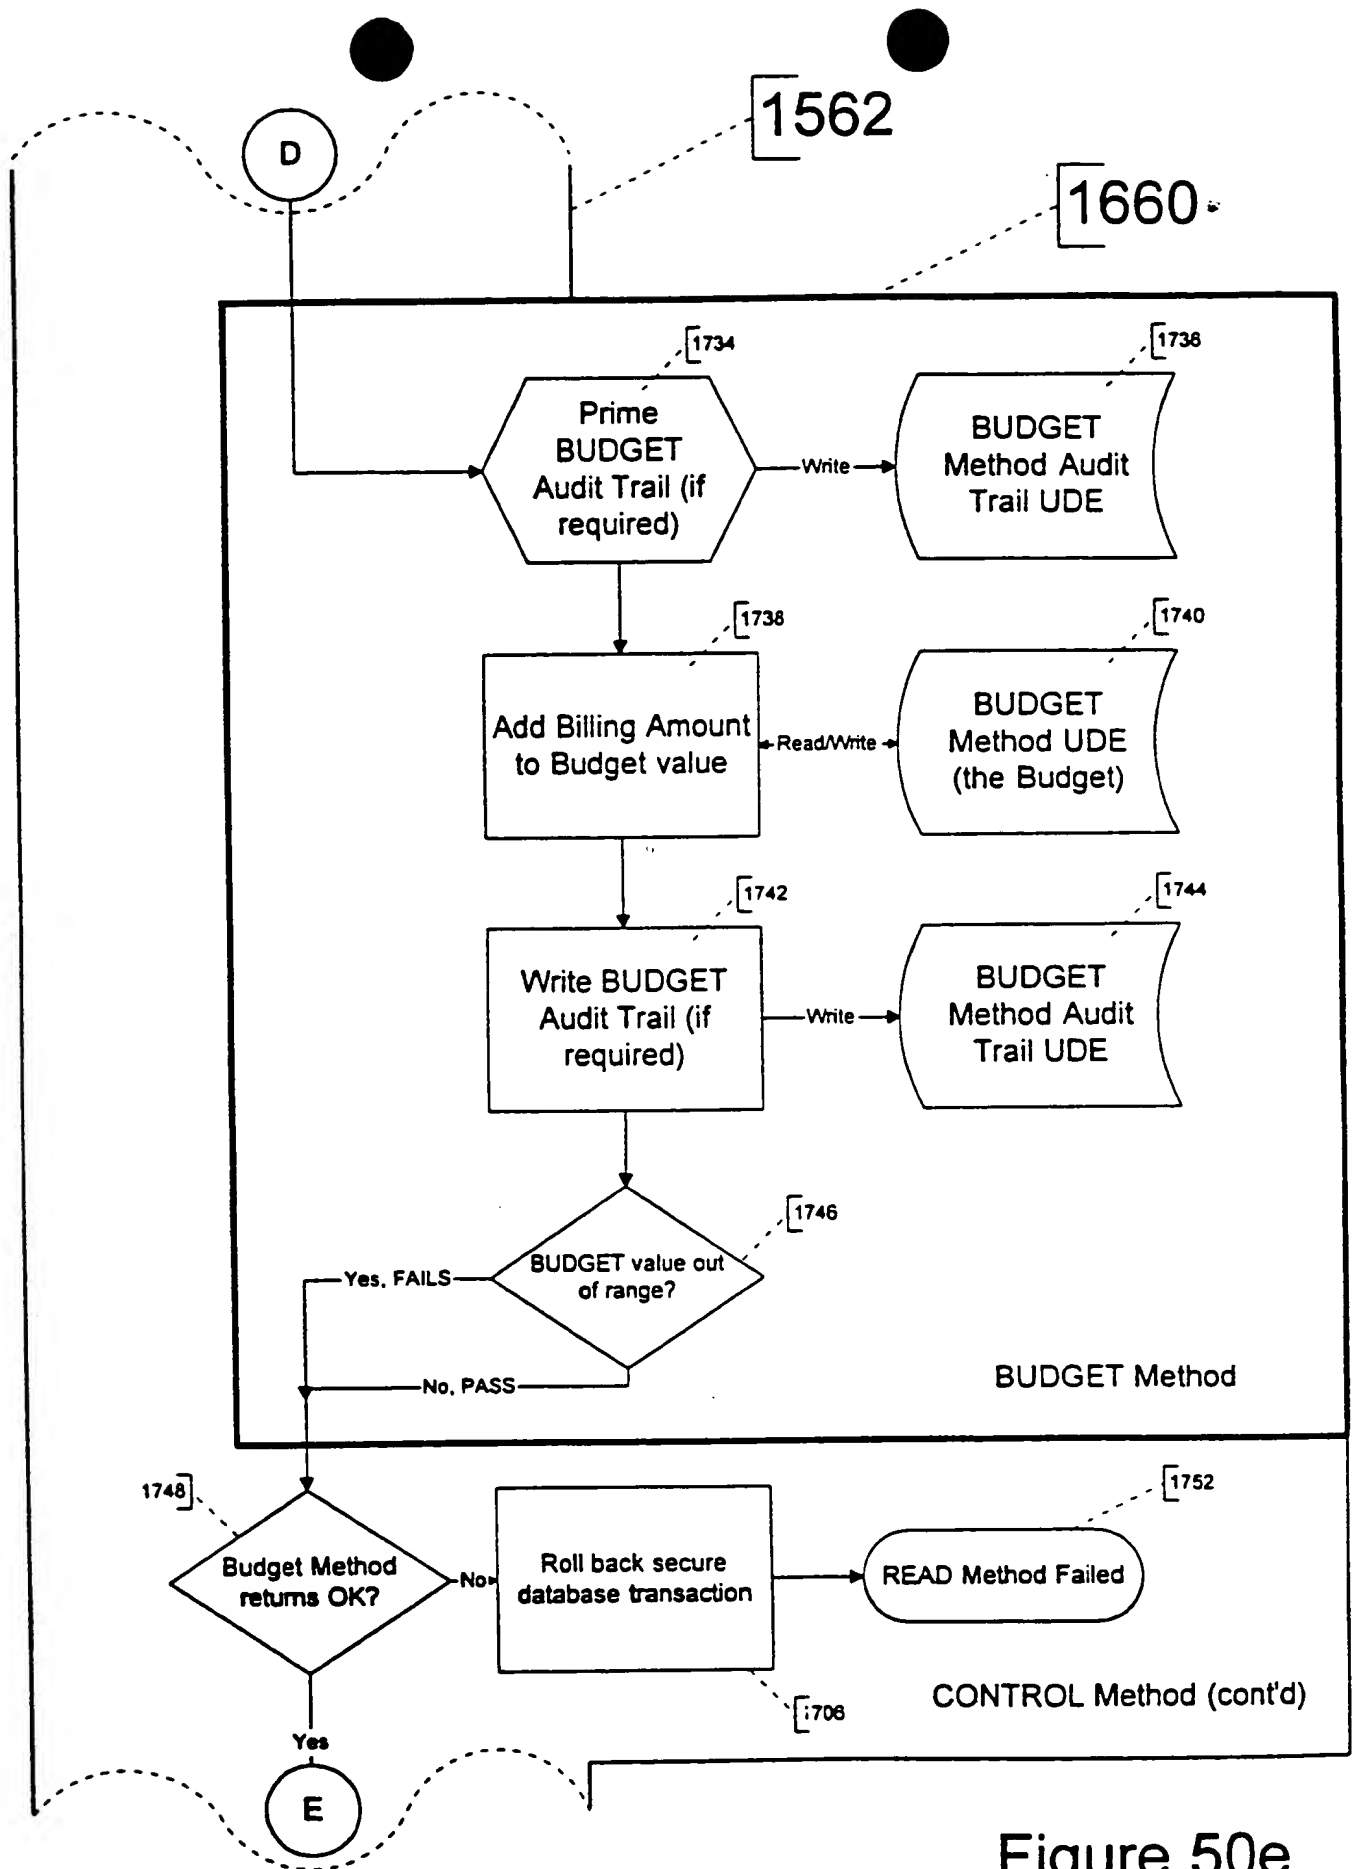 1562
D
1660
1734
1736
Prime
BUDGET
Audit Trail (if
required)
Write
BUDGET
Method Audit
Trail UDE
1738
1740
Add Billing Amount
to Budget value
Read/Write
BUDGET
Method UDE
(the Budget)
1742
1744
Write BUDGET
Audit Trail (if
required)
Write
BUDGET
Method Audit
Trail UDE
1746
BUDGET value out
of range?
Yes, FAILS
No, PASS
BUDGET Method
1748
1752
Budget Method
returns OK?
No
Roll back secure
database transaction
READ Method Failed
1706
CONTROL Method (cont'd)
Yes
E
Figure 50e